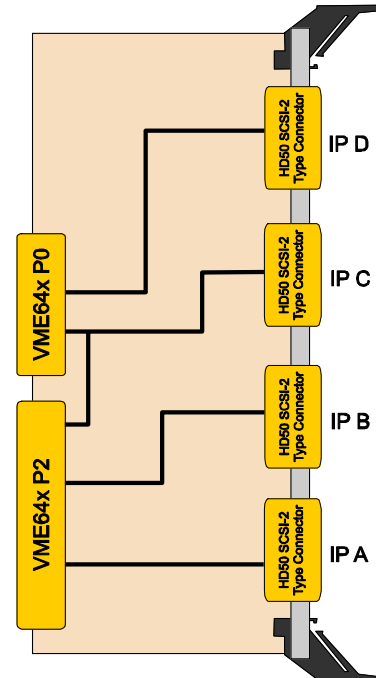 HD50 SCSI-2
Type Connector
IP D
VME64x P0
HD50 SCSI-2
Type Connector
IP C
HD50 SCSI-2
Type Connector
IP B
VME64x P2
HD50 SCSI-2
Type Connector
IP A